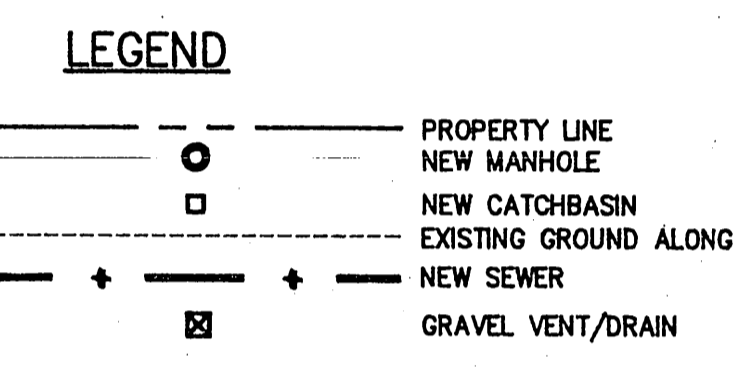 LEGEND
PROPERTY LINE
NEW MANHOLE
NEW CATCHBASIN
EXISTING GROUND ALONG
NEW SEWER
GRAVEL VENT/DRAIN